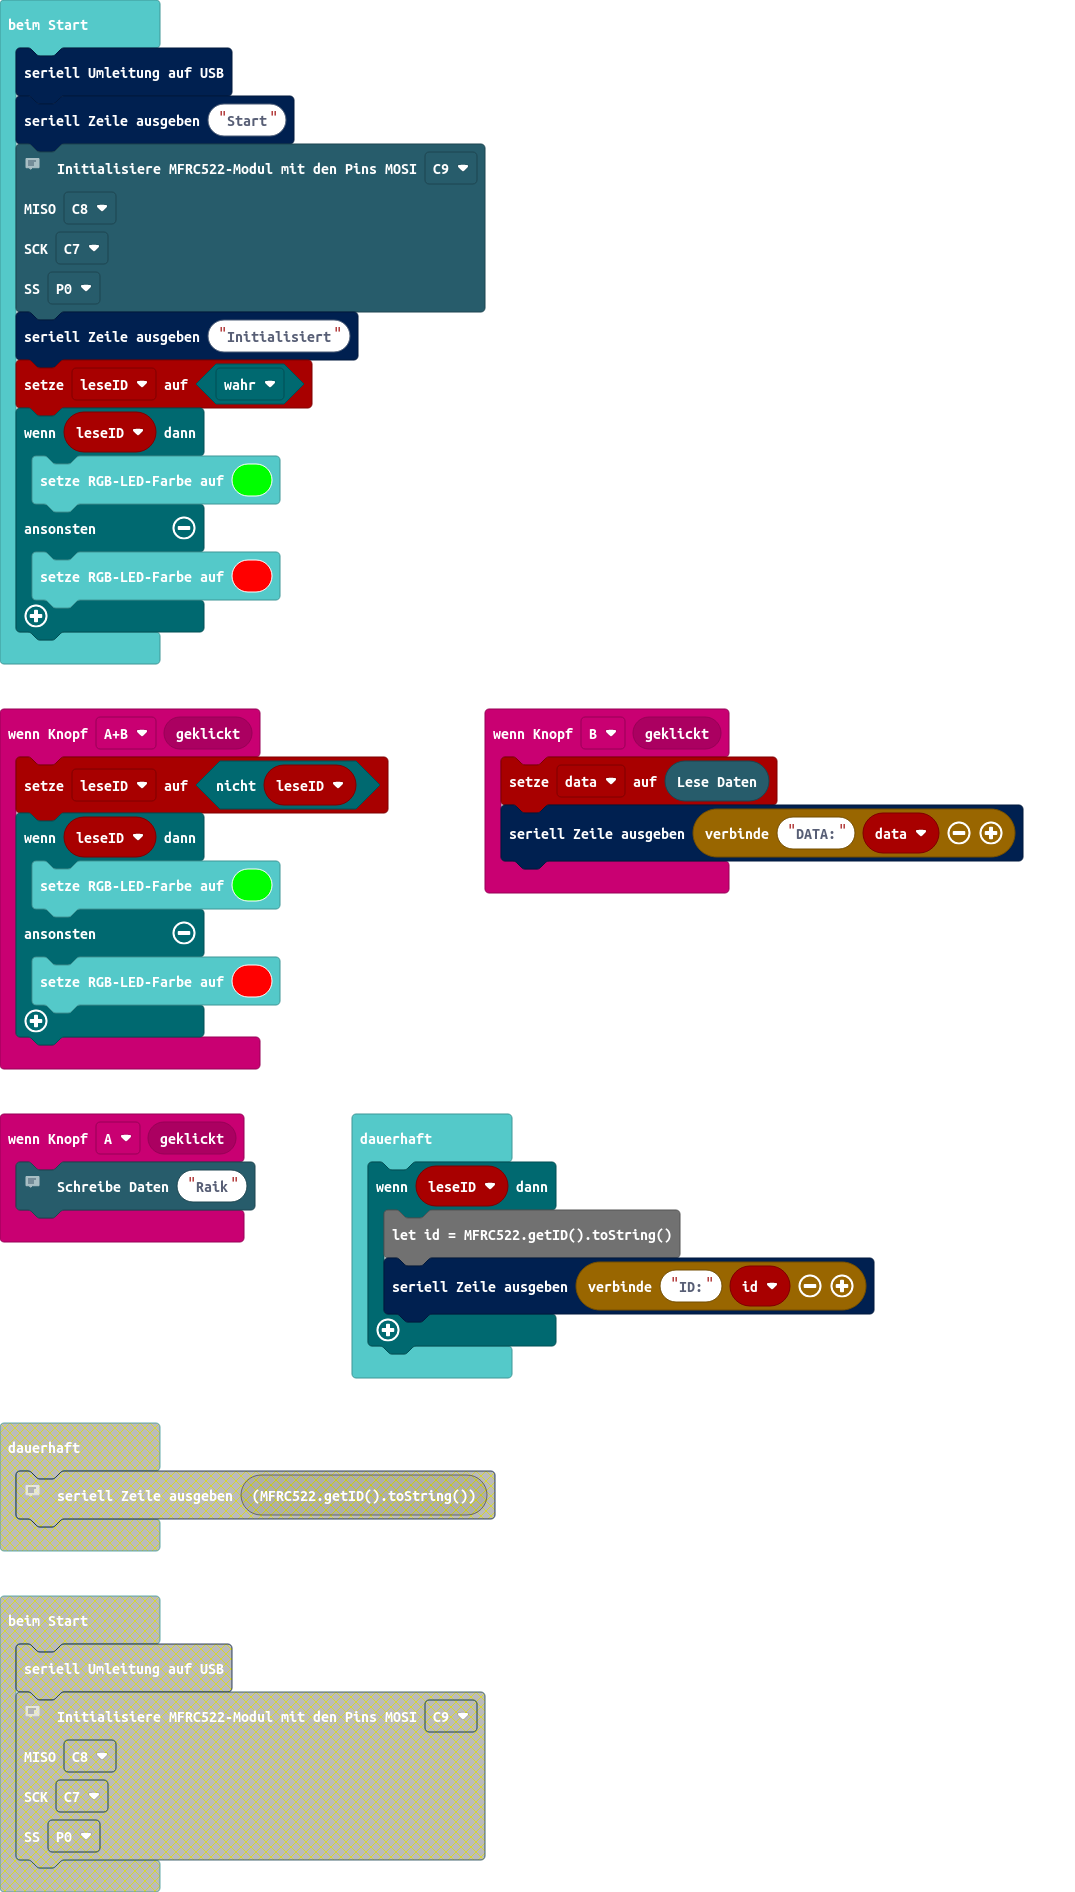 beim Start
seriell Umleitung auf USB
seriell Zeile ausgeben "Start"
Initialisiere MFRC522-Modul mit den Pins MOSI C9
MISO C8
SCK C7
SS P0
seriell Zeile ausgeben "Initialisiert"
setze leseID auf wahr
wenn leseID dann
setze RGB-LED-Farbe auf
ansonsten
setze RGB-LED-Farbe auf
wenn Knopf A+B geklickt
setze leseID auf nicht leseID
wenn leseID dann
setze RGB-LED-Farbe auf
ansonsten
setze RGB-LED-Farbe auf
wenn Knopf B geklickt
setze data auf Lese Daten
seriell Zeile ausgeben verbinde "DATA:" data
wenn Knopf A geklickt
Schreibe Daten "Raik"
dauerhaft
wenn leseID dann
let id = MFRC522.getID().toString()
seriell Zeile ausgeben verbinde "ID:" id
dauerhaft
seriell Zeile ausgeben (MFRC522.getID().toString())
beim Start
seriell Umleitung auf USB
Initialisiere MFRC522-Modul mit den Pins MOSI C9
MISO C8
SCK C7
SS P0